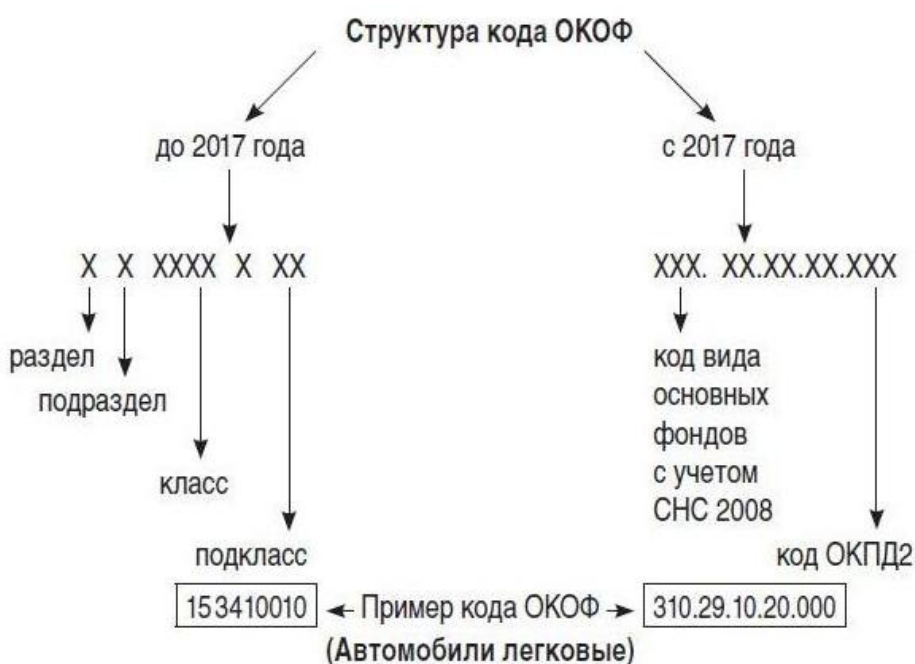 Структура кода ОКОФ
до 2017 года
с 2017 года
X X XXXX X XX
XXX. XX.XX.XX.XXX
раздел
подраздел
класс
подкласс
код вида
основных
фондов
с учетом
СНС 2008
код ОКПД2
153410010 Пример кода ОКОФ 310.29.10.20.000
(Автомобили легковые)